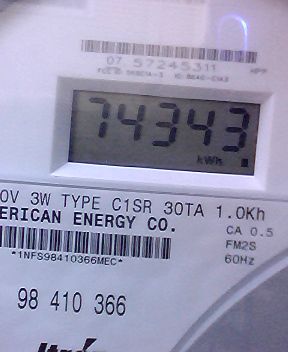 07 57245311
74343
kWh
0V 3W TYPE C1SR 30TA 1.0Kh
ERICAN ENERGY CO.
CA 0.5
FM2S
60Hz
*1NFS98410366MEC*
98 410 366
Itron